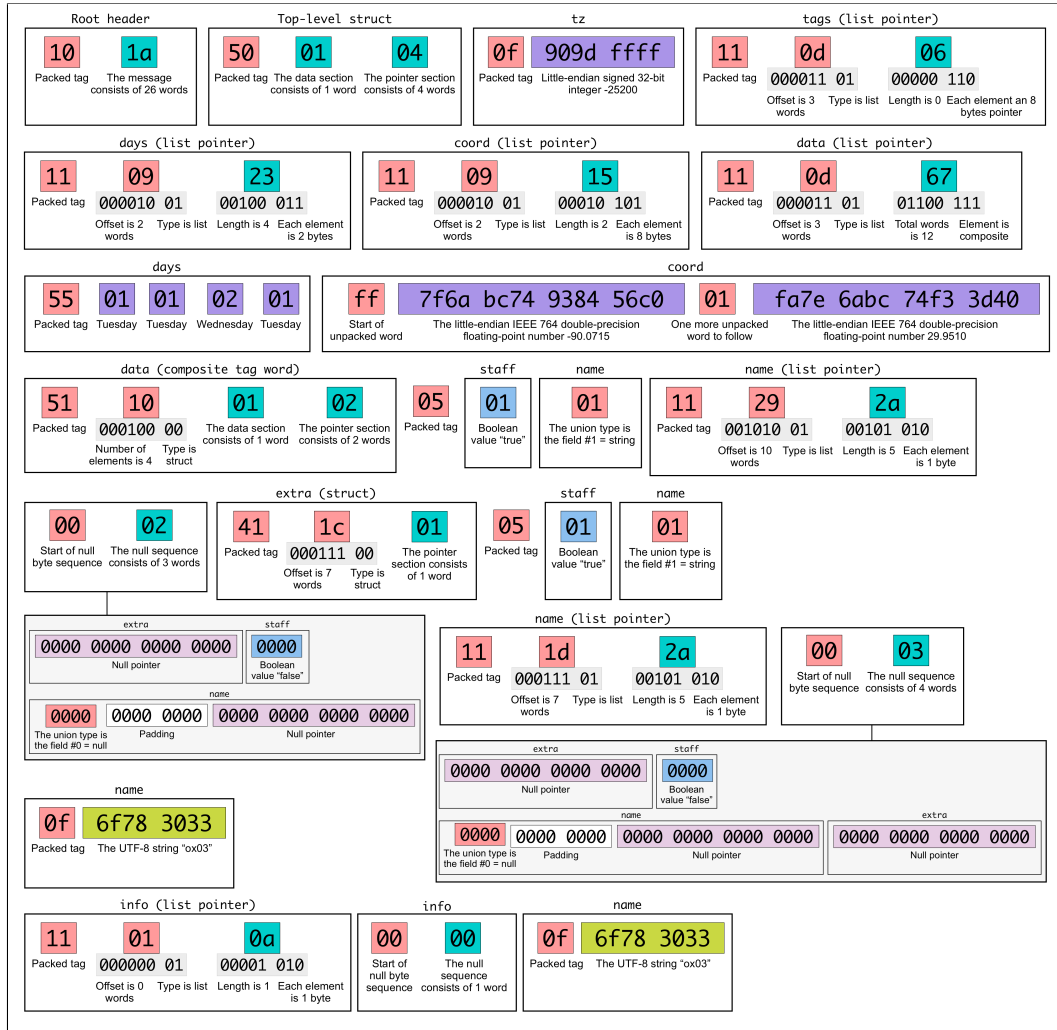 Root header
10 1a
Packed tag The message
consists of 26 words
Top-level struct
50 01 04
Packed tag The data section The pointer section
consists of 1 word consists of 4 words
tz
0f 909d ffff
Packed tag Little-endian signed 32-bit
integer -25200
tags (list pointer)
11 0d 06
Packed tag 000011 01 00000 110
Offset is 3 Type is list Length is 0 Each element an 8
words bytes pointer
days (list pointer)
11 09 23
Packed tag 000010 01 00100 011
Offset is 2 Type is list Length is 4 Each element
words is 2 bytes
coord (list pointer)
11 09 15
Packed tag 000010 01 00010 101
Offset is 2 Type is list Length is 2 Each element
words is 8 bytes
data (list pointer)
11 0d 67
Packed tag 000011 01 01100 111
Offset is 3 Type is list Total words Element is
words is 12 composite
days
55 01 01 02 01
Packed tag Tuesday Tuesday Wednesday Tuesday
coord
ff 7f6a bc74 9384 56c0 01 fa7e 6abc 74f3 3d40
Start of The little-endian IEEE 764 double-precision One more unpacked The little-endian IEEE 764 double-precision
unpacked word floating-point number -90.0715 word to follow floating-point number 29.9510
data (composite tag word)
51 10 01 02
Packed tag 000100 00 The data section The pointer section
consists of 1 word consists of 2 words
Number of Type is
elements is 4 struct
05
Packed tag
staff
01
Boolean
value “true”
name
01
The union type is
the field #1 = string
name (list pointer)
11 29 2a
Packed tag 001010 01 00101 010
Offset is 10 Type is list Length is 5 Each element
words is 1 byte
00 02
Start of null The null sequence
byte sequence consists of 3 words
extra (struct)
41 1c 01
Packed tag 000111 00 The pointer
section consists
of 1 word
Offset is 7 Type is
words struct
05
Packed tag
staff
01
Boolean
value “true”
name
01
The union type is
the field #1 = string
extra
0000 0000 0000 0000
Null pointer
staff
0000
Boolean
value “false”
name
0000 0000 0000 0000 0000 0000 0000
The union type is Padding Null pointer
the field #0 = null
name (list pointer)
11 1d 2a
Packed tag 000111 01 00101 010
Offset is 7 Type is list Length is 5 Each element
words is 1 byte
00 03
Start of null The null sequence
byte sequence consists of 4 words
extra
0000 0000 0000 0000
Null pointer
staff
0000
Boolean
value “false”
name
0000 0000 0000 0000 0000 0000 0000
The union type is Padding Null pointer
the field #0 = null
extra
0000 0000 0000 0000
Null pointer
name
0f 6f78 3033
Packed tag The UTF-8 string “ox03”
info (list pointer)
11 01 0a
Packed tag 000000 01 00001 010
Offset is 0 Type is list Length is 1 Each element
words is 1 byte
info
00 00
Start of The null
null byte sequence
sequence consists of 1 word
name
0f 6f78 3033
Packed tag The UTF-8 string “ox03”